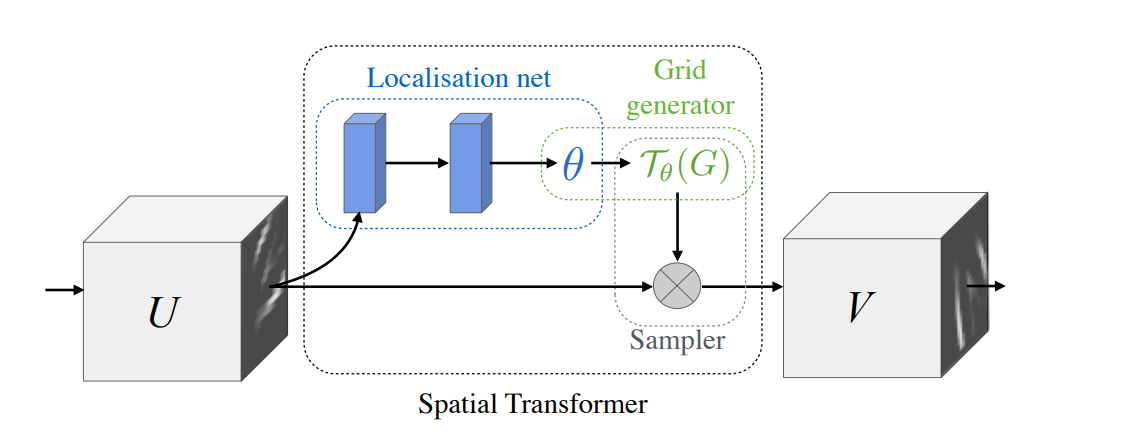 Localisation net
Grid
generator
θ
𝒯θ(G)
U
V
Sampler
Spatial Transformer